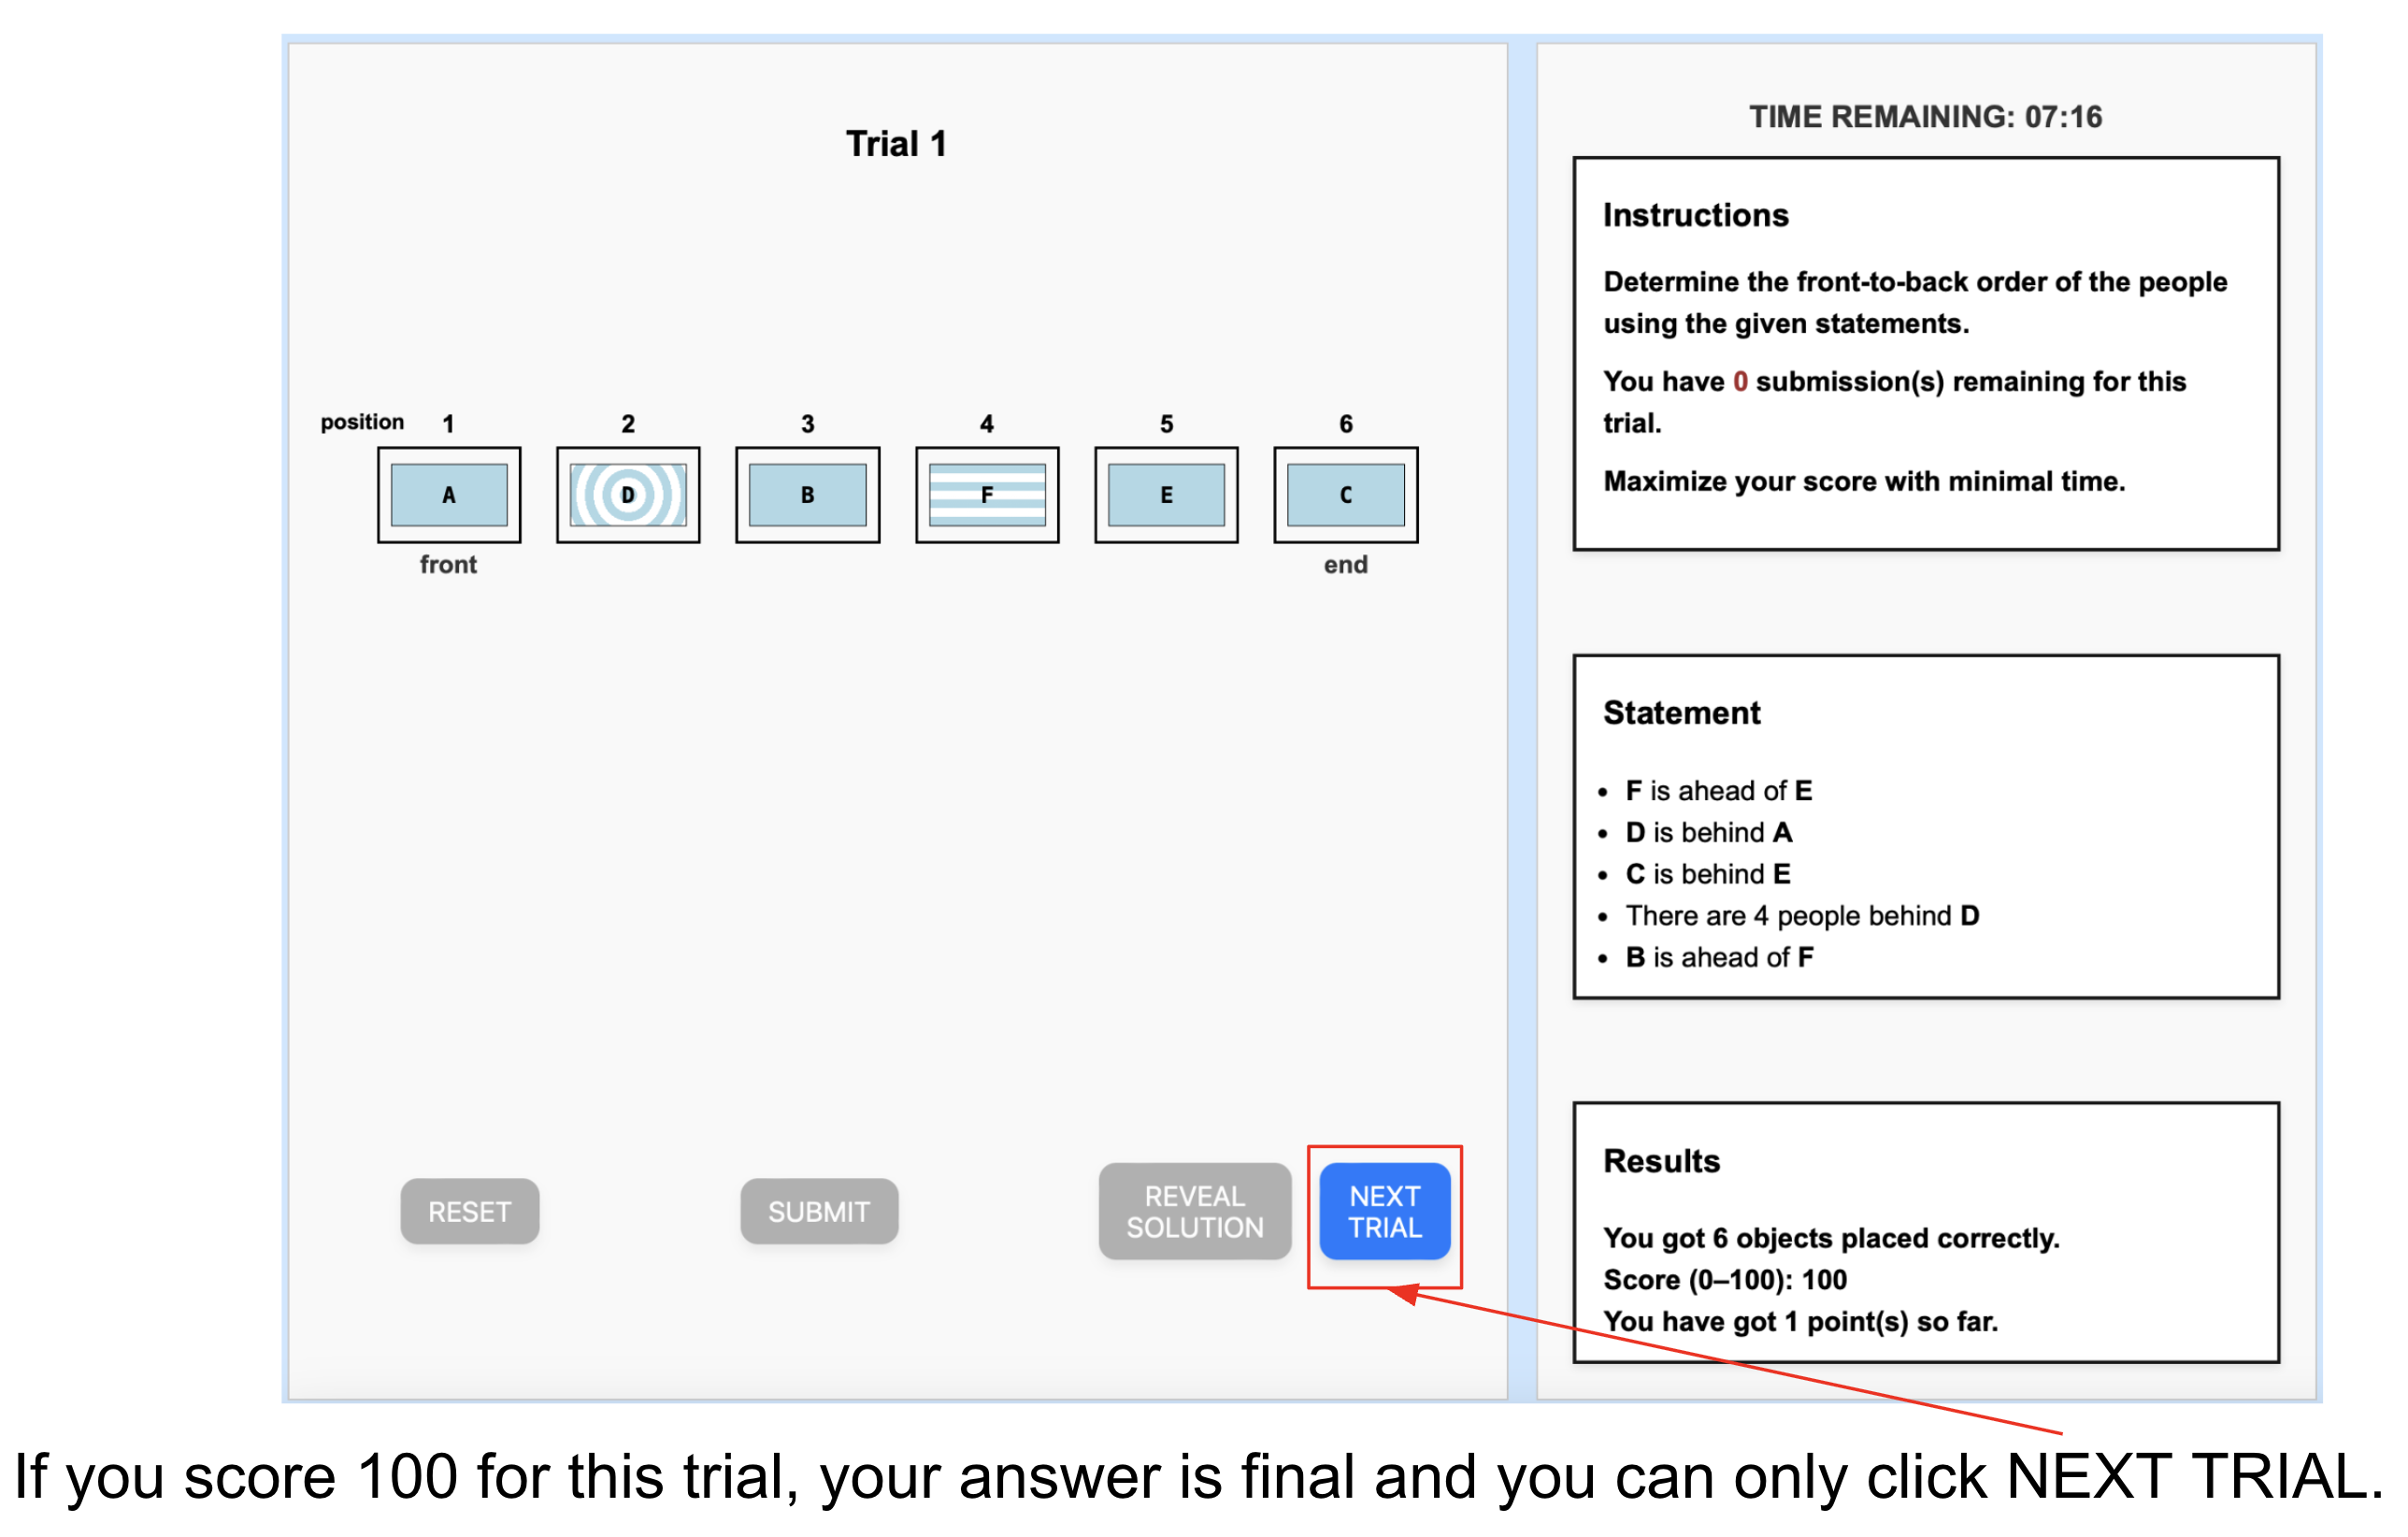 Trial 1
position 1 2 3 4 5 6
A D B F E C
front end
RESET
SUBMIT
REVEAL
SOLUTION
NEXT
TRIAL
TIME REMAINING: 07:16
Instructions
Determine the front-to-back order of the people
using the given statements.
You have 0 submission(s) remaining for this
trial.
Maximize your score with minimal time.
Statement
• F is ahead of E
• D is behind A
• C is behind E
• There are 4 people behind D
• B is ahead of F
Results
You got 6 objects placed correctly.
Score (0–100): 100
You have got 1 point(s) so far.
If you score 100 for this trial, your answer is final and you can only click NEXT TRIAL.